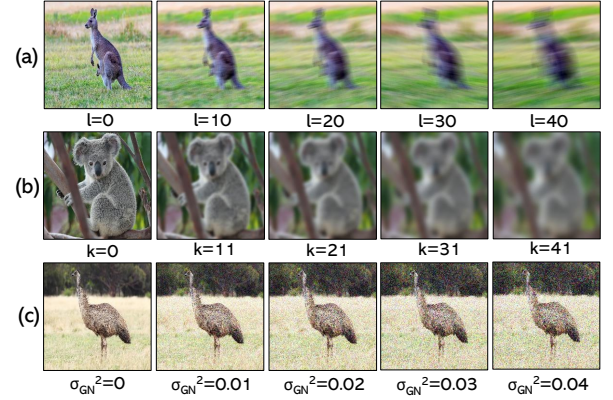 (a)
l=0 l=10 l=20 l=30 l=40
(b)
k=0 k=11 k=21 k=31 k=41
(c)
σGN²=0 σGN²=0.01 σGN²=0.02 σGN²=0.03 σGN²=0.04